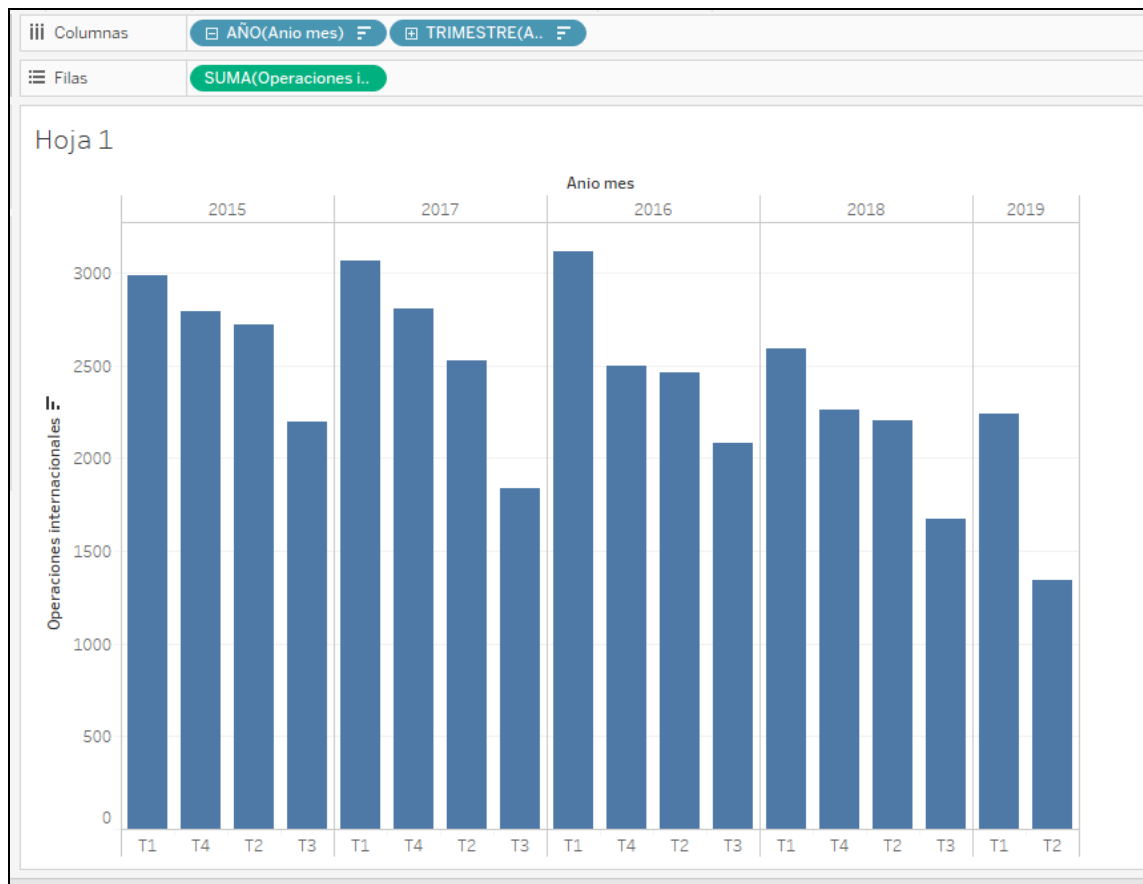 Columnas AÑO(Anio mes) TRIMESTRE(A..
Filas SUMA(Operaciones i..
Hoja 1
Anio mes
2015 2017 2016 2018 2019
Operaciones internacionales
3000
2500
2000
1500
1000
500
0
T1 T4 T2 T3 T1 T4 T2 T3 T1 T4 T2 T3 T1 T4 T2 T3 T1 T2